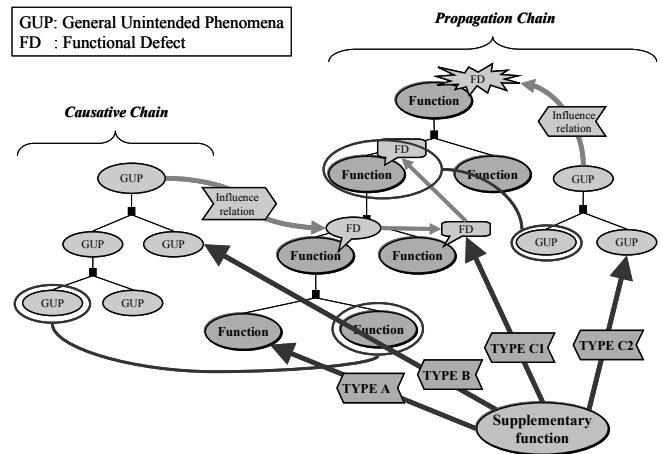 GUP: General Unintended Phenomena
FD : Functional Defect
Propagation Chain
Causative Chain
FD
Function
Influence
relation
FD
Function
Function
GUP
GUP
Influence
relation
GUP
GUP
FD
FD
GUP
GUP
Function
Function
GUP
GUP
Function
Function
TYPE C1
TYPE C2
TYPE B
TYPE A
Supplementary
function